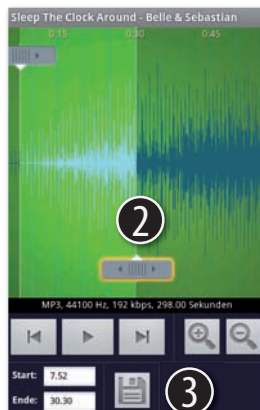 Sleep The Clock Around - Belle & Sebastian
0:15 0:30 0:45
2
MP3, 44100 Hz, 192 kbps, 298.00 Sekunden
Start: 7.52
3
Ende: 30.30